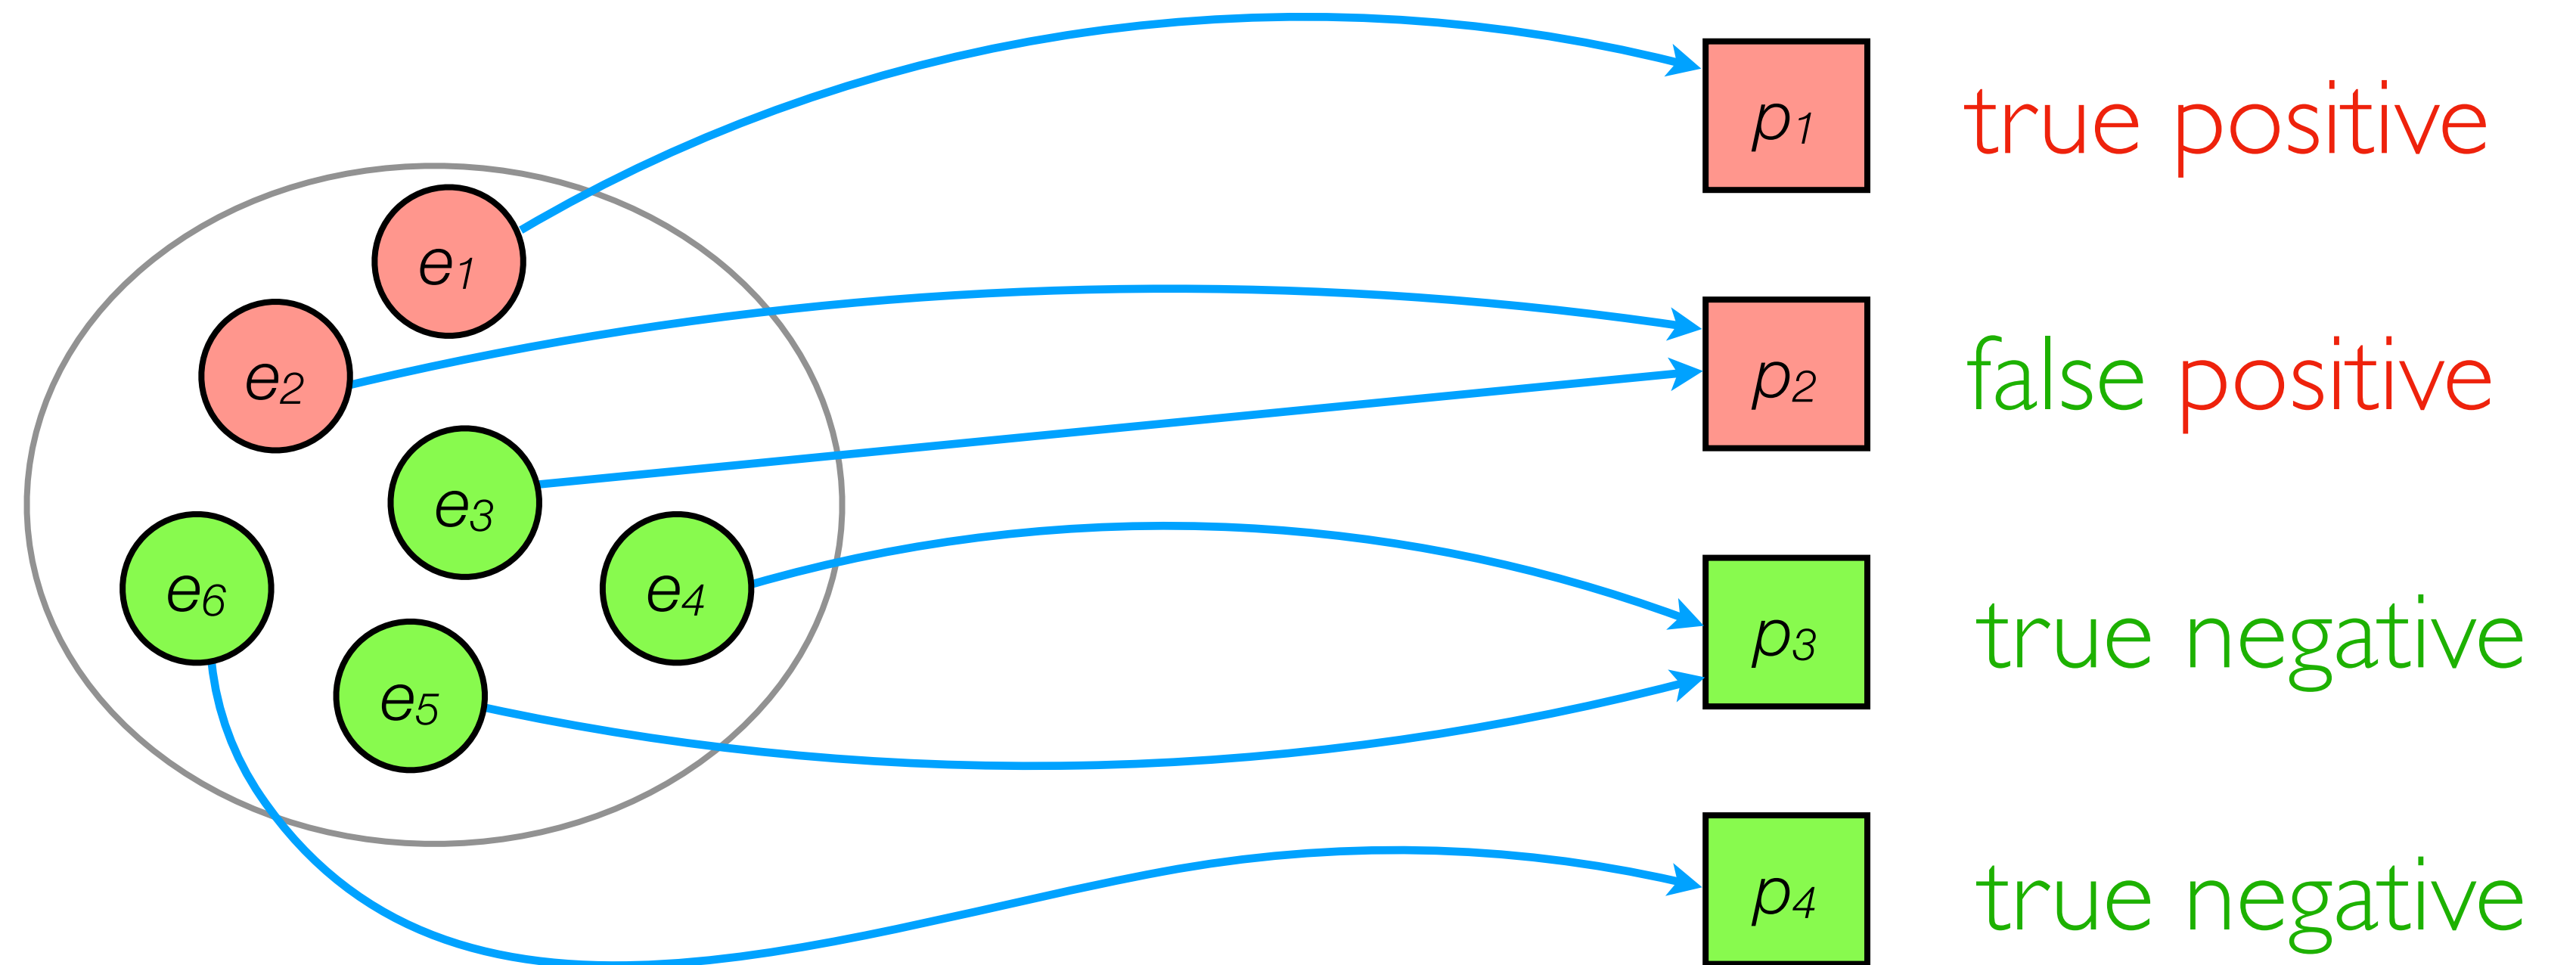 p1 true positive
e1
e2
p2 false positive
e3
e6
e4
p3 true negative
e5
p4 true negative